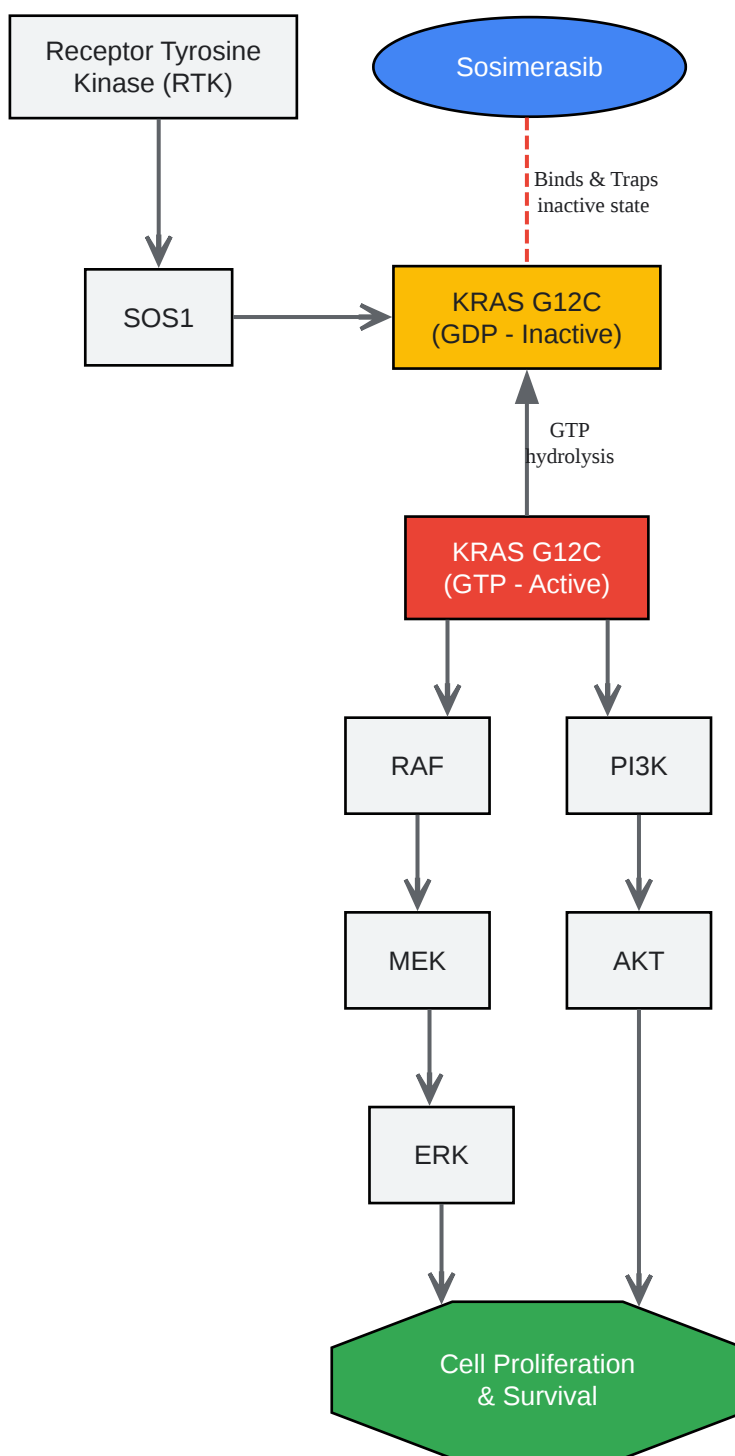 Receptor Tyrosine
Kinase (RTK)
Sosimerasib
Binds & Traps
inactive state
SOS1
KRAS G12C
(GDP - Inactive)
GTP
hydrolysis
KRAS G12C
(GTP - Active)
RAF
PI3K
MEK
AKT
ERK
Cell Proliferation
& Survival